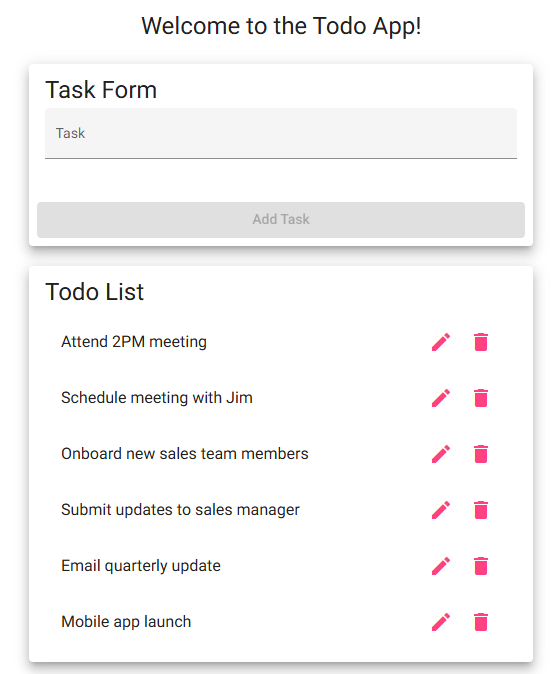 Welcome to the Todo App!
Task Form
Task
Add Task
Todo List
Attend 2PM meeting
Schedule meeting with Jim
Onboard new sales team members
Submit updates to sales manager
Email quarterly update
Mobile app launch